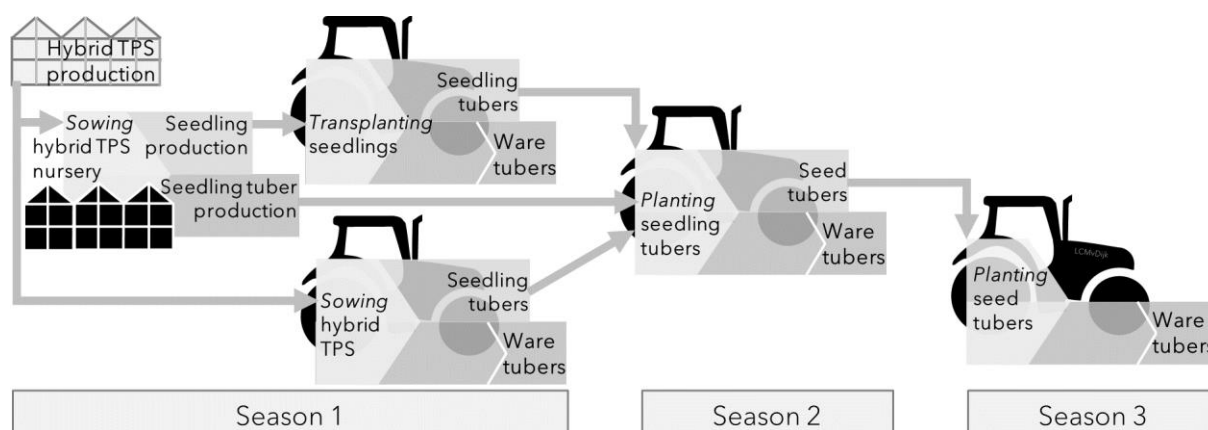 Hybrid TPS
production
Sowing
hybrid TPS
nursery
Seedling
production
Seedling tuber
production
Transplanting
seedlings
Seedling
tubers
Ware
tubers
Sowing
hybrid
TPS
Seedling
tubers
Ware
tubers
Planting
seedling
tubers
Seed
tubers
Ware
tubers
LCMvDijk
Planting
seed
tubers
Ware
tubers
Season 1
Season 2
Season 3